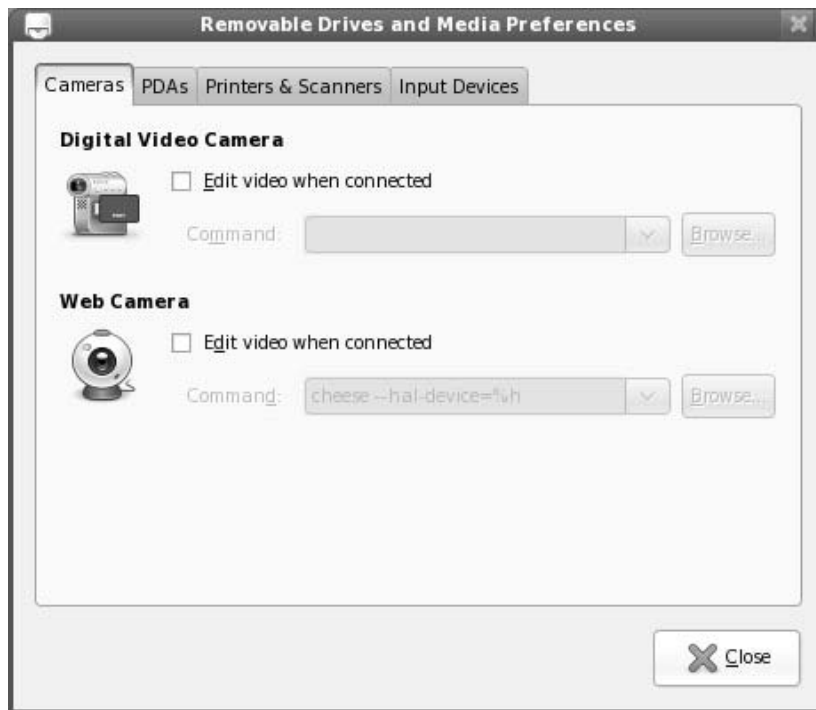 Removable Drives and Media Preferences
Cameras PDAs Printers & Scanners Input Devices
Digital Video Camera
Edit video when connected
Command: Browse...
Web Camera
Edit video when connected
Command: cheese --hal-device=%h Browse...
Close